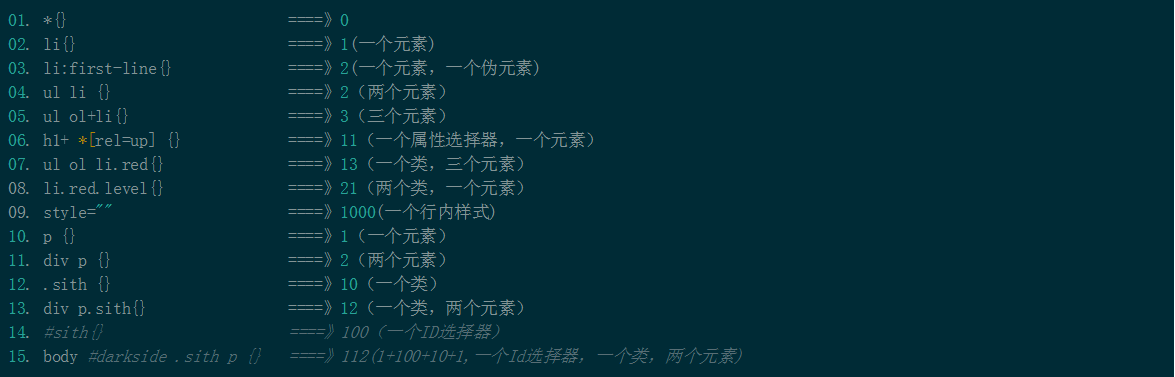 01. *{} ====》0
02. li{} ====》1(一个元素)
03. li:first-line{} ====》2(一个元素，一个伪元素)
04. ul li {} ====》2（两个元素）
05. ul ol+li{} ====》3（三个元素）
06. h1+ *[rel=up] {} ====》11（一个属性选择器，一个元素）
07. ul ol li.red{} ====》13（一个类，三个元素）
08. li.red.level{} ====》21（两个类，一个元素）
09. style="" ====》1000(一个行内样式)
10. p {} ====》1（一个元素）
11. div p {} ====》2（两个元素）
12. .sith {} ====》10（一个类）
13. div p.sith{} ====》12（一个类，两个元素）
14. #sith{} ====》100（一个ID选择器）
15. body #darkside .sith p {} ====》112(1+100+10+1,一个Id选择器，一个类，两个元素)